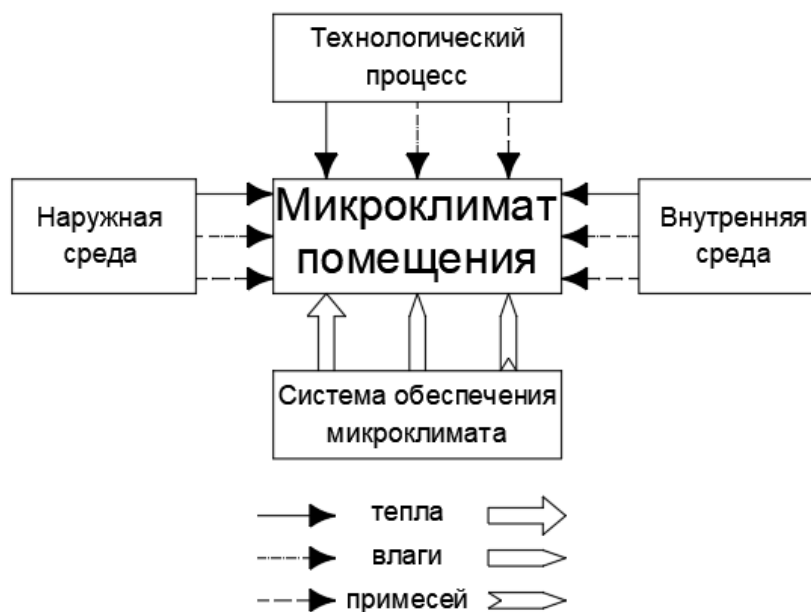 Технологический
процесс
Наружная
среда
Микроклимат
помещения
Внутренняя
среда
Система обеспечения
микроклимата
тепла
влаги
примесей